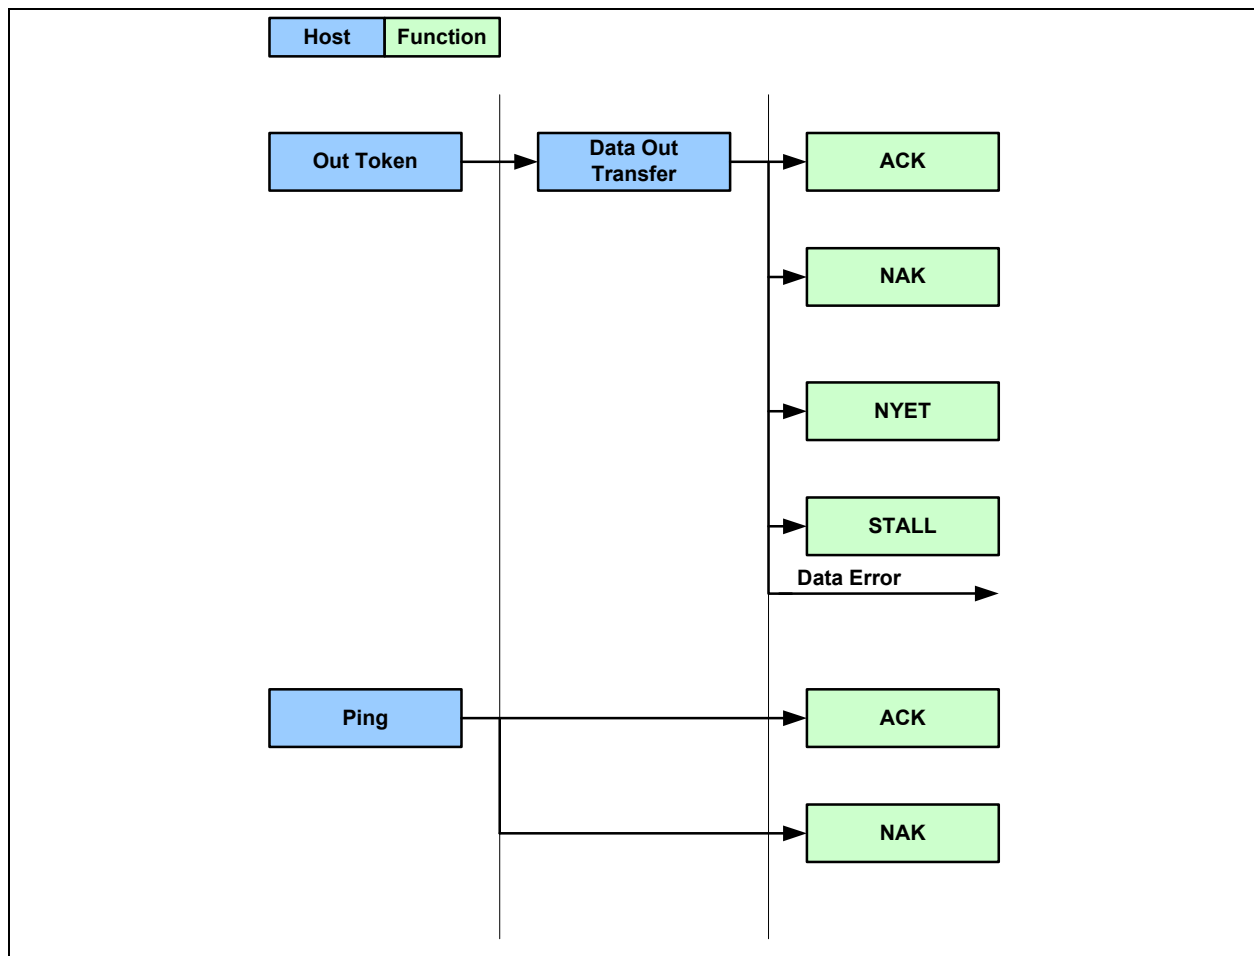 Host Function
Out Token
Data Out
Transfer
ACK
NAK
NYET
STALL
Data Error
Ping
ACK
NAK